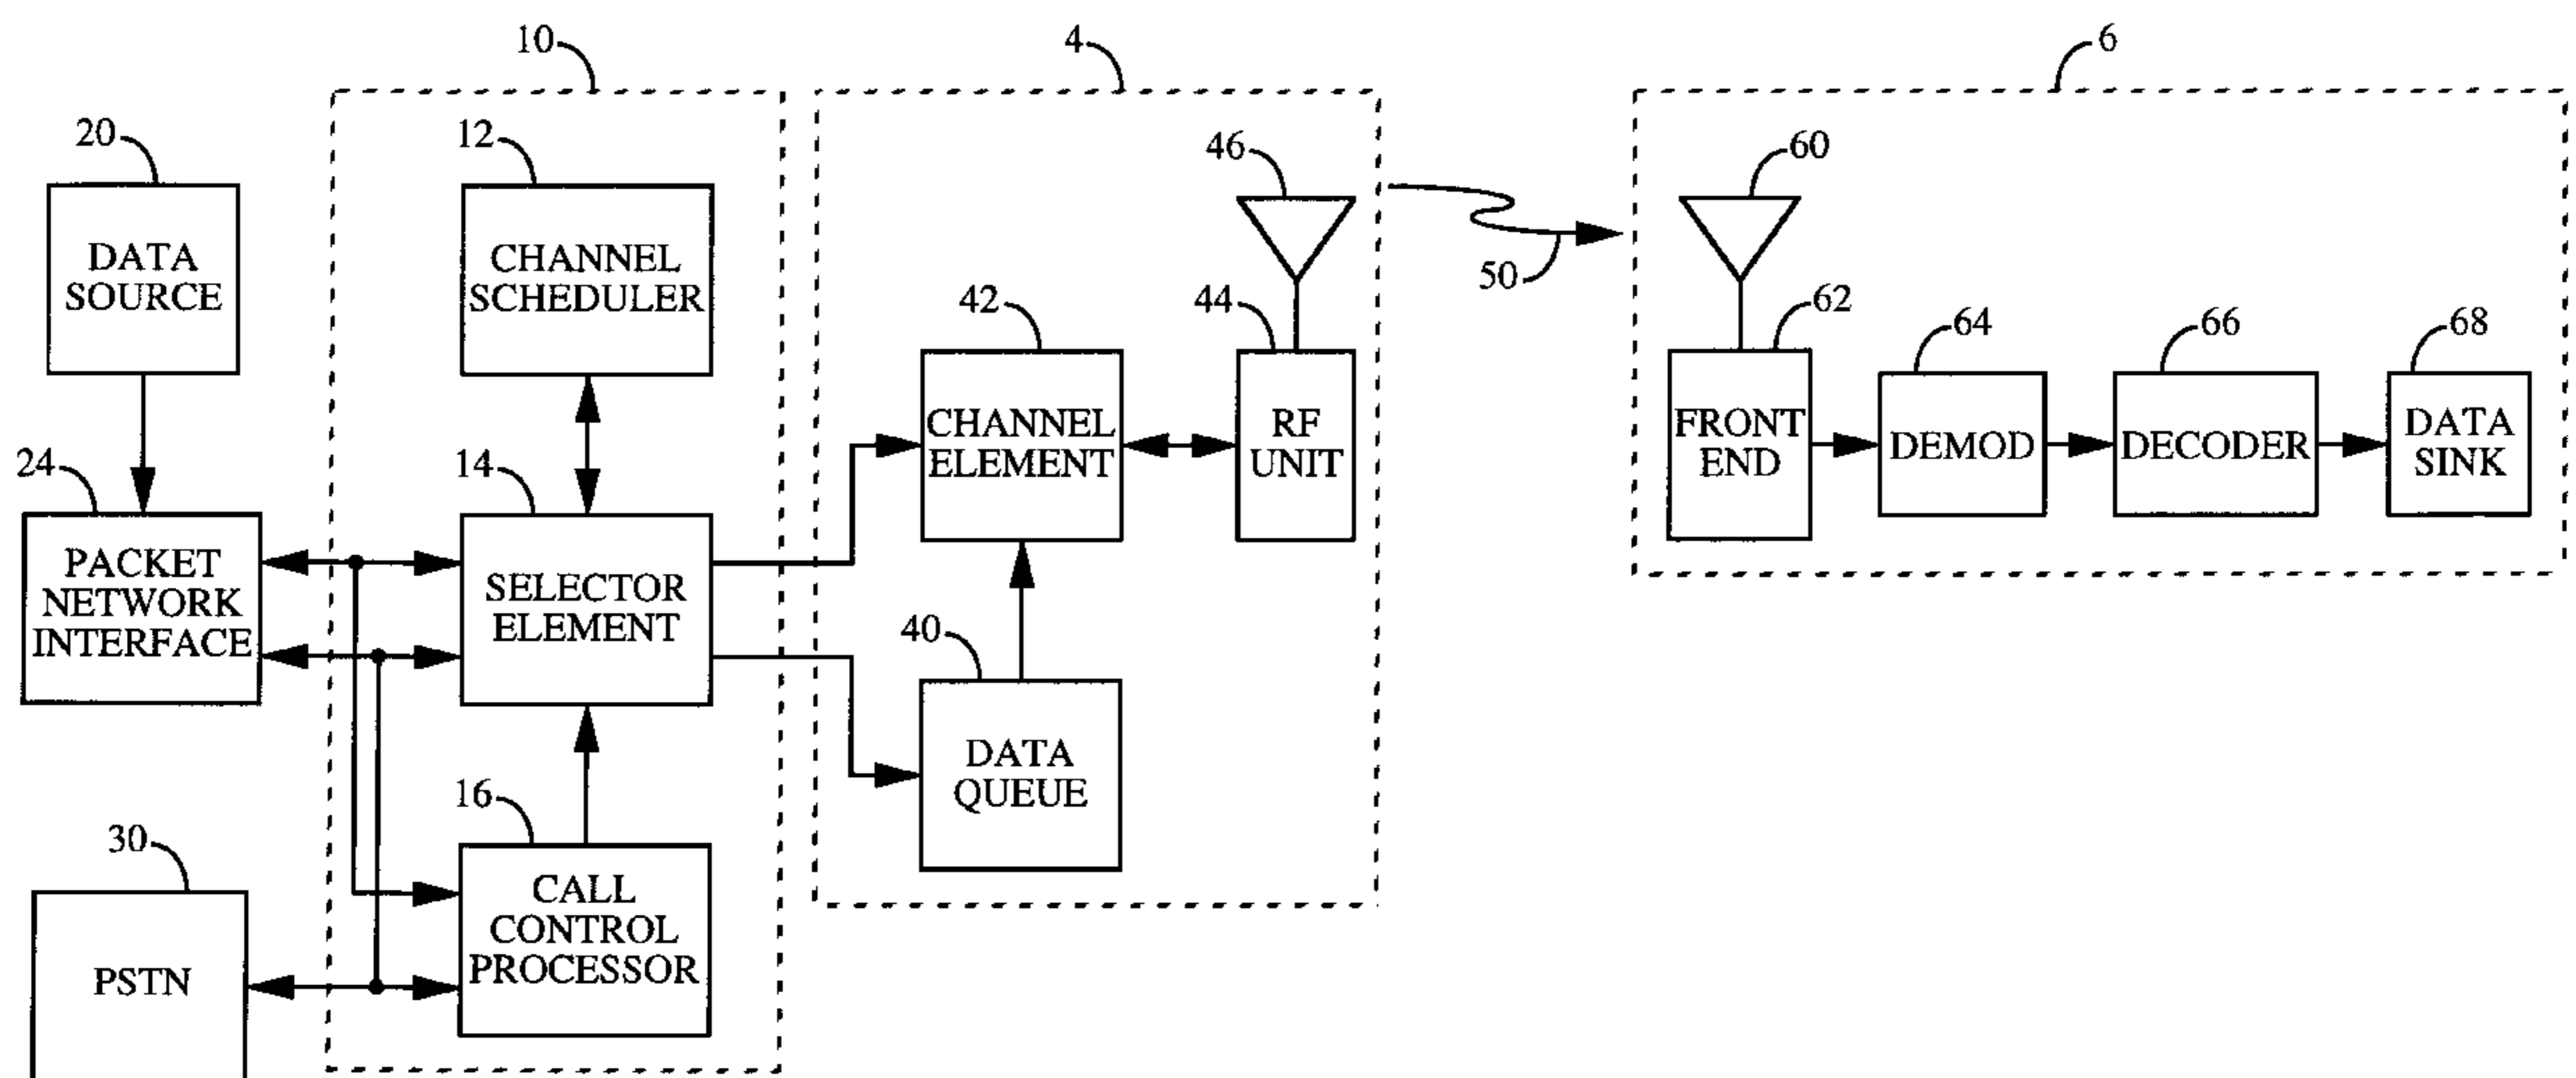 10
4
6
20
12
46
60
DATA
SOURCE
CHANNEL
SCHEDULER
50
42
44
62
64
66
68
24
14
CHANNEL
ELEMENT
RF
UNIT
FRONT
END
DEMOD
DECODER
DATA
SINK
PACKET
NETWORK
INTERFACE
SELECTOR
ELEMENT
40
DATA
QUEUE
30
16
PSTN
CALL
CONTROL
PROCESSOR